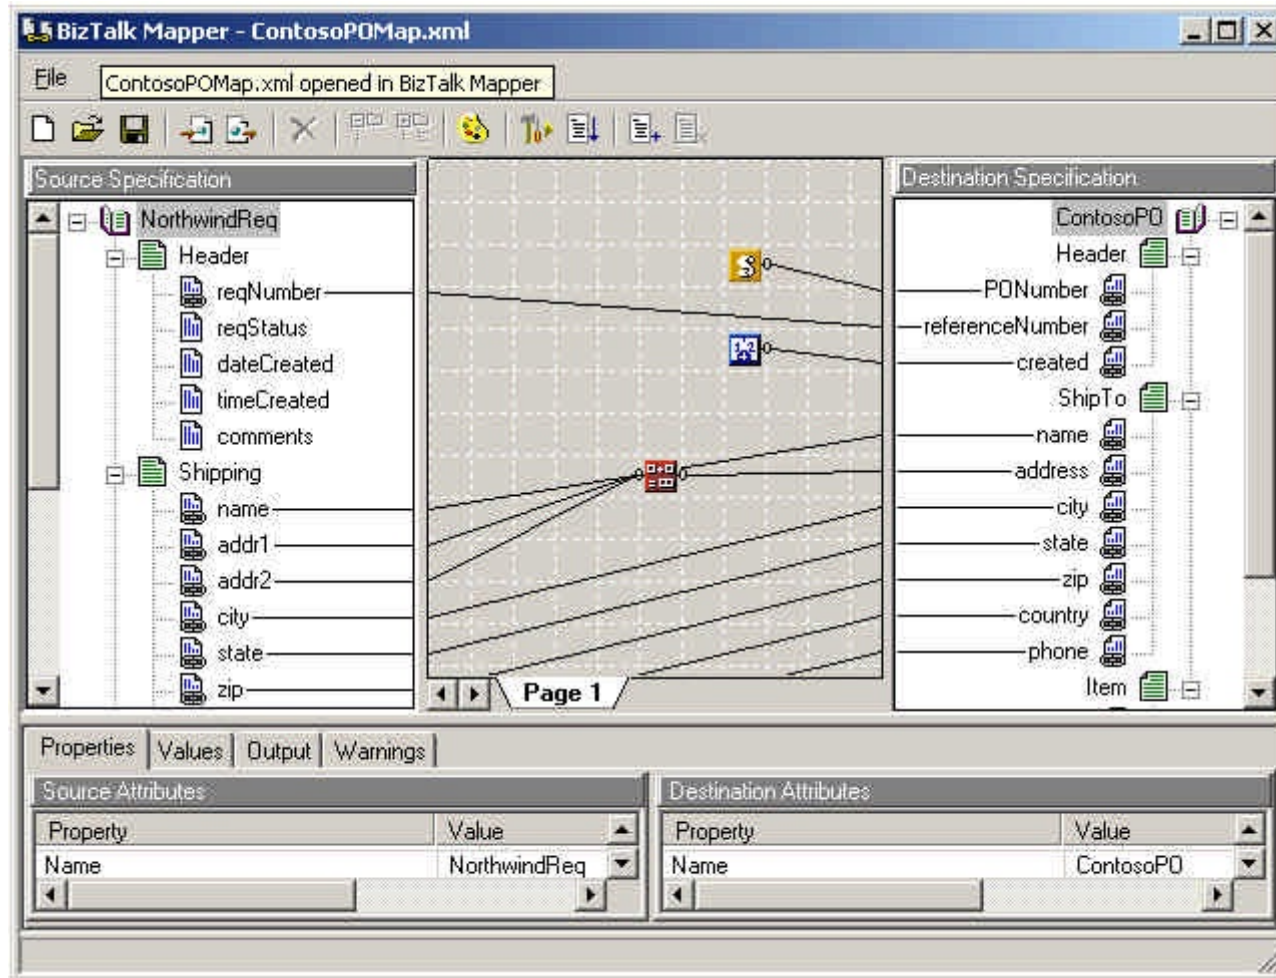 BizTalk Mapper - ContosoPOMap.xml
File
ContosoPOMap.xml opened in BizTalk Mapper
Source Specification
NorthwindReq
Header
reqNumber
reqStatus
dateCreated
timeCreated
comments
Shipping
name
addr1
addr2
city
state
zip
Page 1
Destination Specification
ContosoPO
Header
PONumber
referenceNumber
created
ShipTo
name
address
city
state
zip
country
phone
Item
Properties Values Output Warnings
Source Attributes
Property Value
Name NorthwindReq
Destination Attributes
Property Value
Name ContosoPO